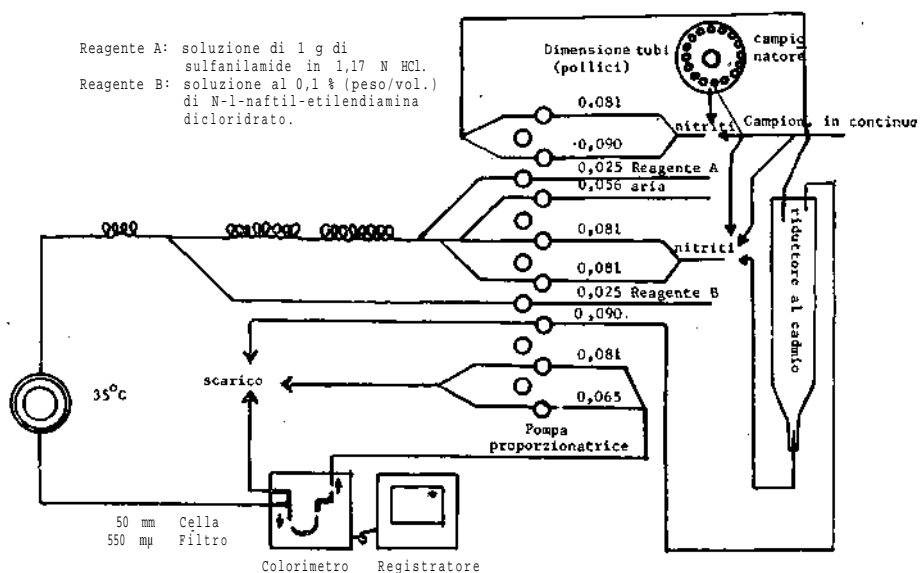 Reagente A: soluzione di 1 g di
sulfanilamide in 1,17 N HCl.
Reagente B: soluzione al 0,1 % (peso/vol.)
di N-l-naftil-etilendiamina
dicloridrato.
Dimensione tubi
(pollici)
campio
natore
0,081
nitriti
Campioni in continuo
0,090
0,025 Reagente A
0,056 aria
0,081
nitriti
0,081
0,025 Reagente B
0,090
riduttore al cadmio
0,081
scarico
0,065
35°C
Pompa
proporzionatrice
50 mm Cella
550 mμ Filtro
Colorimetro
Registratore